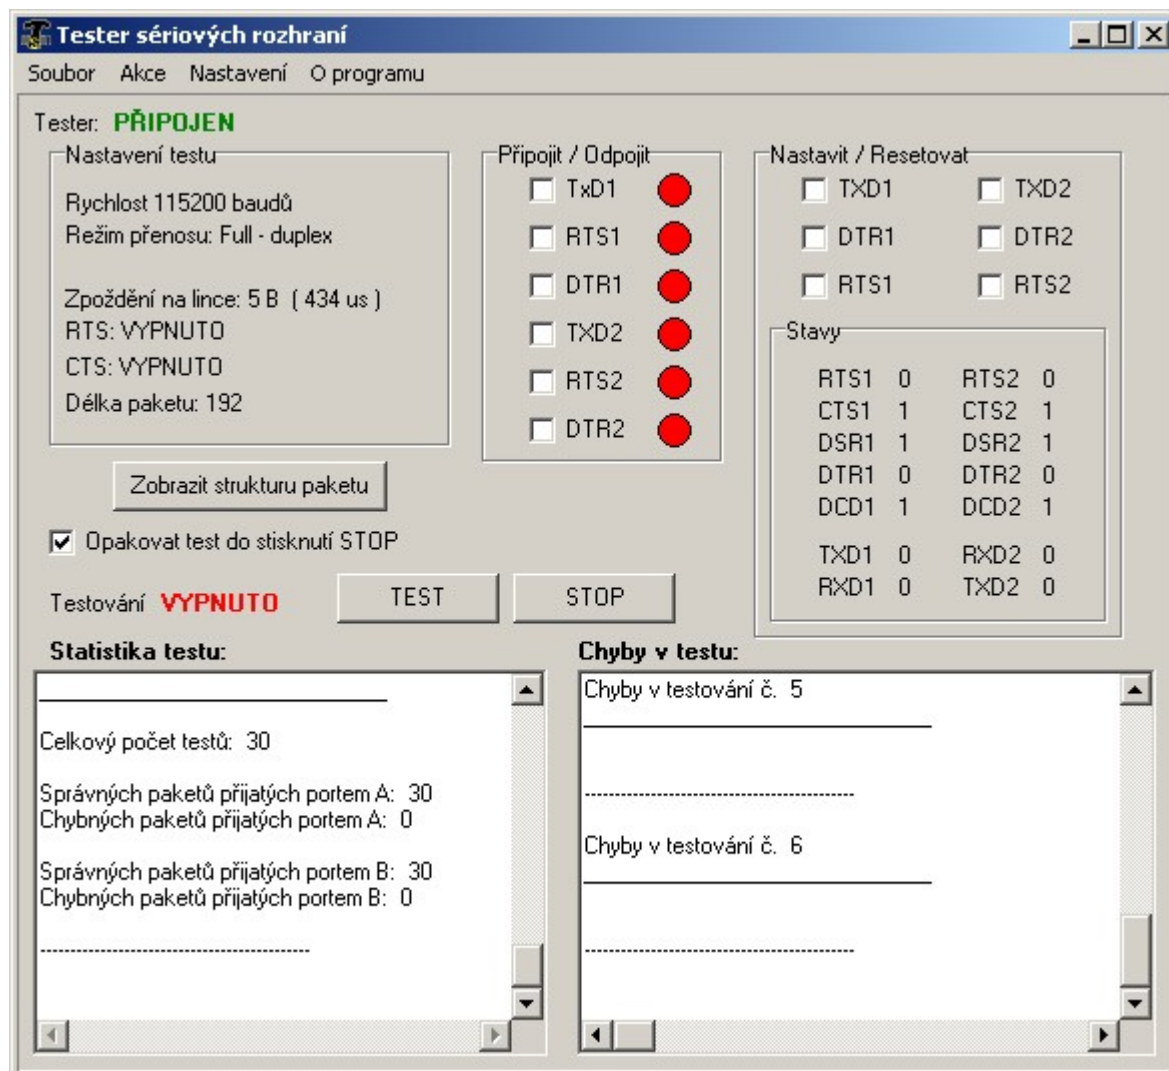 Tester sériových rozhraní
Soubor Akce Nastavení O programu
Tester: PŘIPOJEN
Nastavení testu
Rychlost 115200 baudů
Režim přenosu: Full - duplex
Zpoždění na lince: 5 B ( 434 us )
RTS: VYPNUTO
CTS: VYPNUTO
Délka paketu: 192
Zobrazit strukturu paketu
Opakovat test do stisknutí STOP
Testování VYPNUTO
TEST
STOP
Připojit / Odpojit
TxD1
RTS1
DTR1
TXD2
RTS2
DTR2
Nastavit / Resetovat
TXD1 TXD2
DTR1 DTR2
RTS1 RTS2
Stavy
RTS1 0 RTS2 0
CTS1 1 CTS2 1
DSR1 1 DSR2 1
DTR1 0 DTR2 0
DCD1 1 DCD2 1
TXD1 0 RXD2 0
RXD1 0 TXD2 0
Statistika testu:
Celkový počet testů: 30
Správných paketů přijatých portem A: 30
Chybných paketů přijatých portem A: 0
Správných paketů přijatých portem B: 30
Chybných paketů přijatých portem B: 0
---------------------------------------------
Chyby v testu:
Chyby v testování č. 5
---------------------------------------------
Chyby v testování č. 6
---------------------------------------------